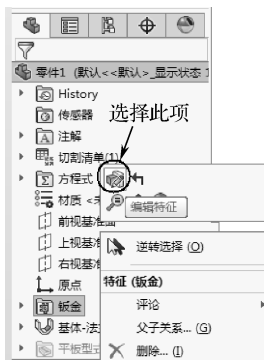 零件1 (默认<<默认>_显示状态 1
History
传感器
选择此项
注解
切割清单(1)
方程式
材质 <
编辑特征
前视基准面
上视基
逆转选择 (O)
右视基
原点
特征 (钣金)
钣金
评论
基体-法
父子关系... (G)
平板型
删除... (I)